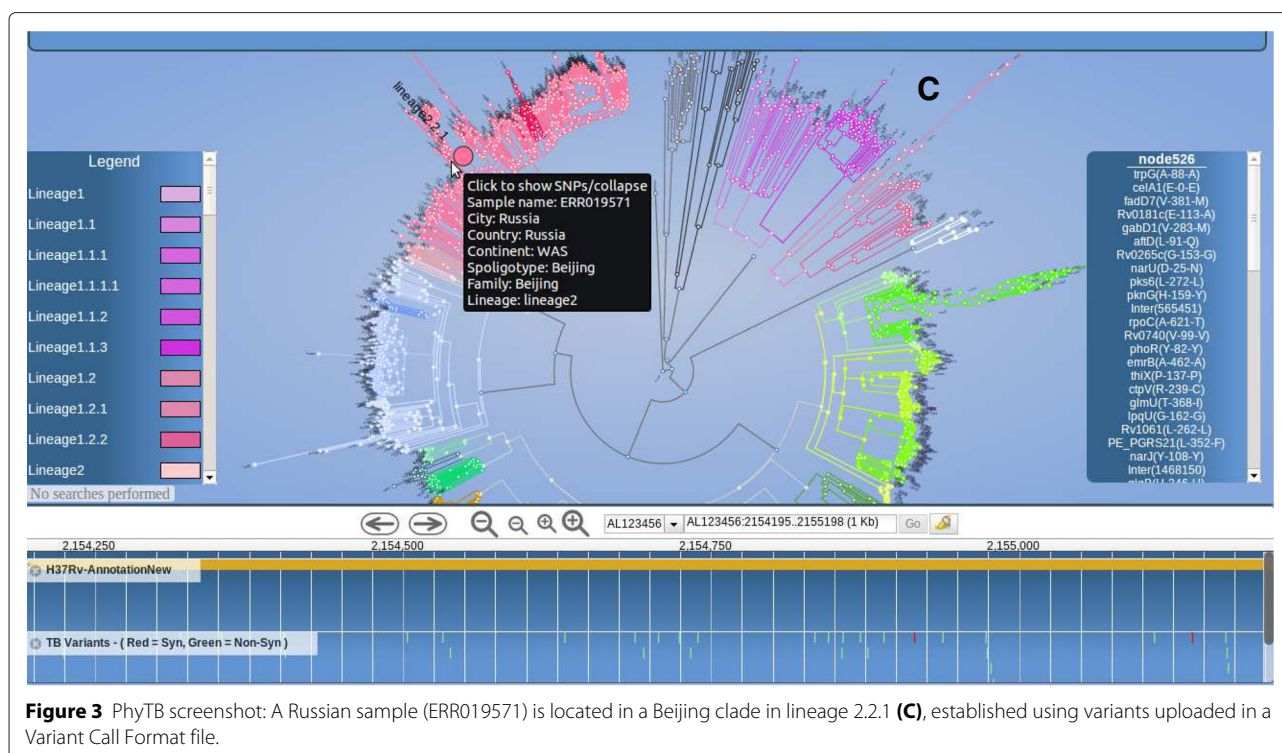 C
lineage2.2.1
Legend
Lineage1
Lineage1.1
Lineage1.1.1
Lineage1.1.1.1
Lineage1.1.2
Lineage1.1.3
Lineage1.2
Lineage1.2.1
Lineage1.2.2
Lineage2
No searches performed
Click to show SNPs/collapse
Sample name: ERR019571
City: Russia
Country: Russia
Continent: WAS
Spoligotype: Beijing
Family: Beijing
Lineage: lineage2
node526
trpG(A-88-A)
celA1(E-0-E)
fadD7(V-381-M)
Rv0181c(E-113-A)
gabD1(V-283-M)
aftD(L-91-Q)
Rv0265c(G-153-G)
narU(D-25-N)
pks6(L-272-L)
pknG(H-159-Y)
Inter(565451)
rpoC(A-621-T)
Rv0740(V-99-V)
phoR(Y-82-Y)
emrB(A-462-A)
thiX(P-137-P)
ctpV(R-239-C)
glmU(T-368-I)
lpqU(G-162-G)
Rv1061(L-262-L)
PE_PGRS21(L-352-F)
narJ(Y-108-Y)
Inter(1468150)
AL123456 AL123456:2154195..2155198 (1 Kb) Go
2,154,250 2,154,500 2,154,750 2,155,000
H37Rv-AnnotationNew
TB Variants - ( Red = Syn, Green = Non-Syn )
Figure 3 PhyTB screenshot: A Russian sample (ERR019571) is located in a Beijing clade in lineage 2.2.1 (C), established using variants uploaded in a
Variant Call Format file.